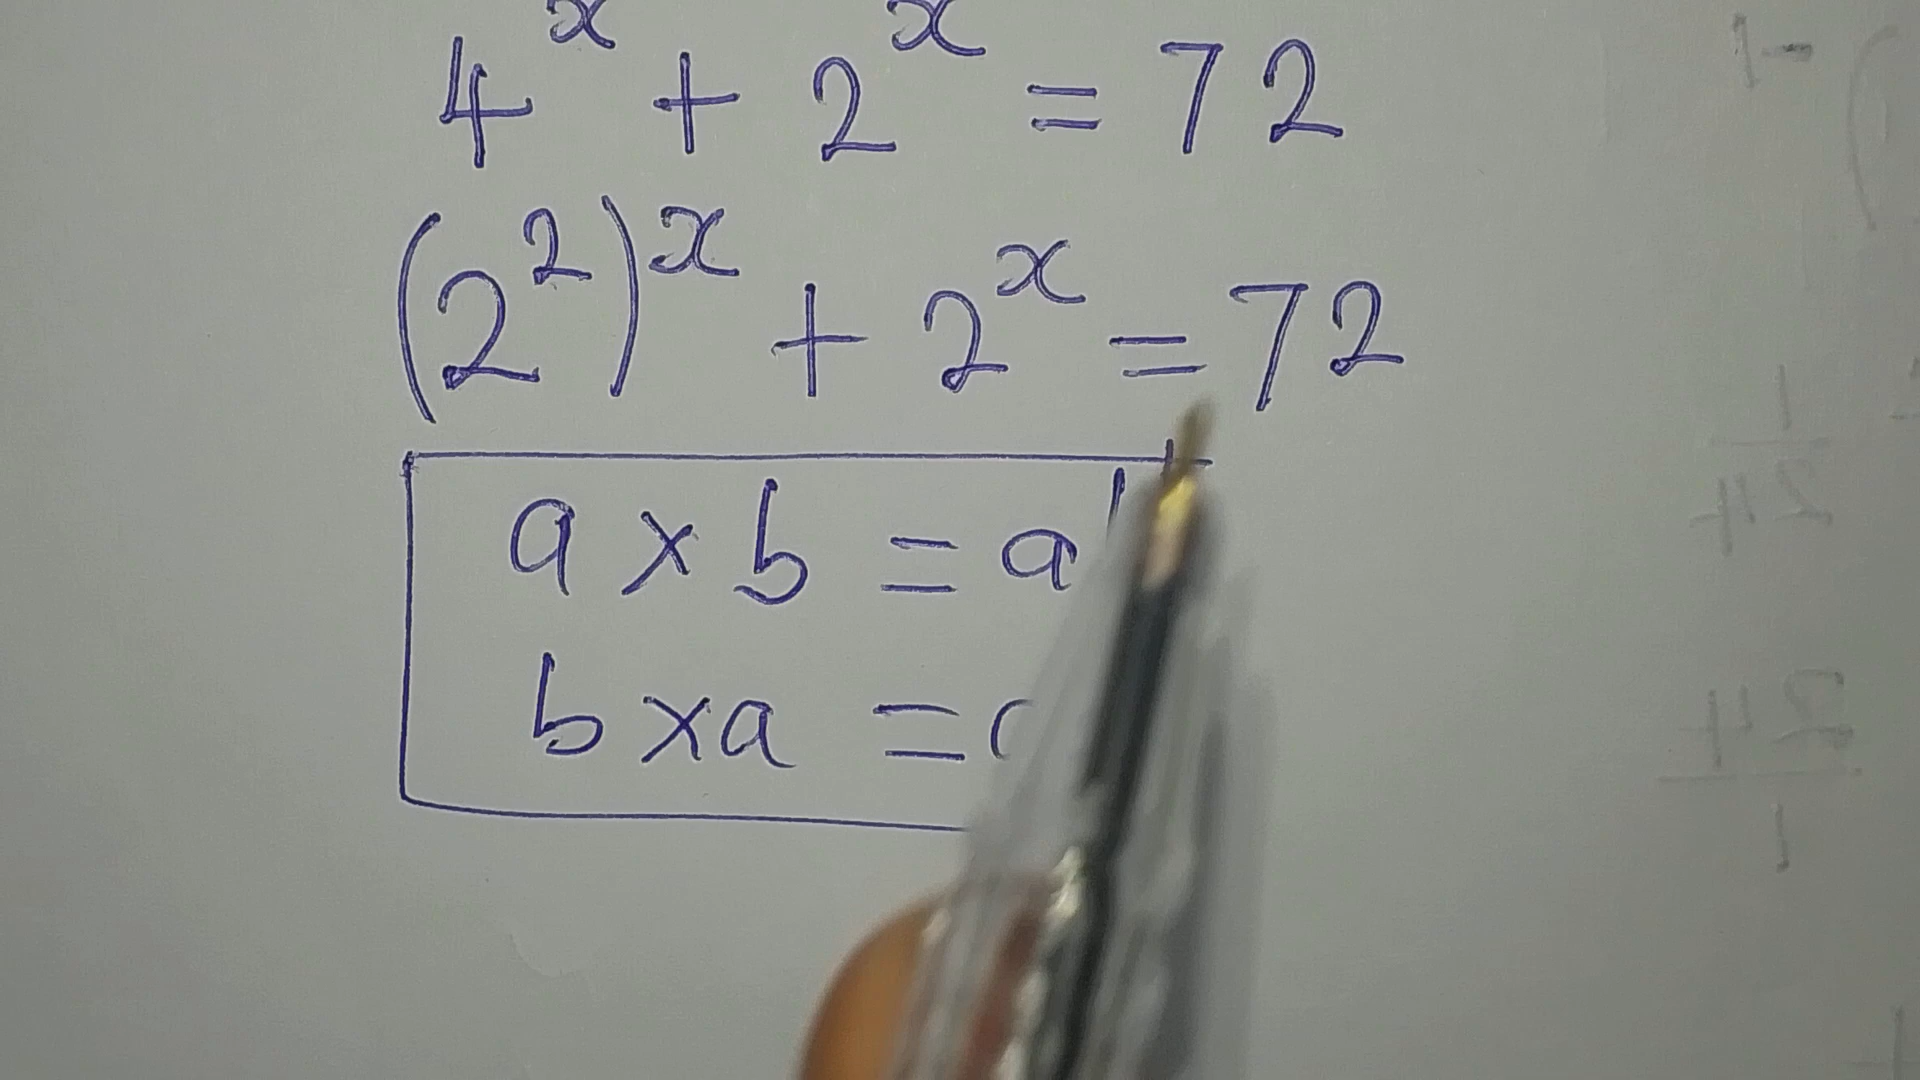 4^x + 2^x = 72
(2^2)^x + 2^x = 72
a × b = a
b × a =